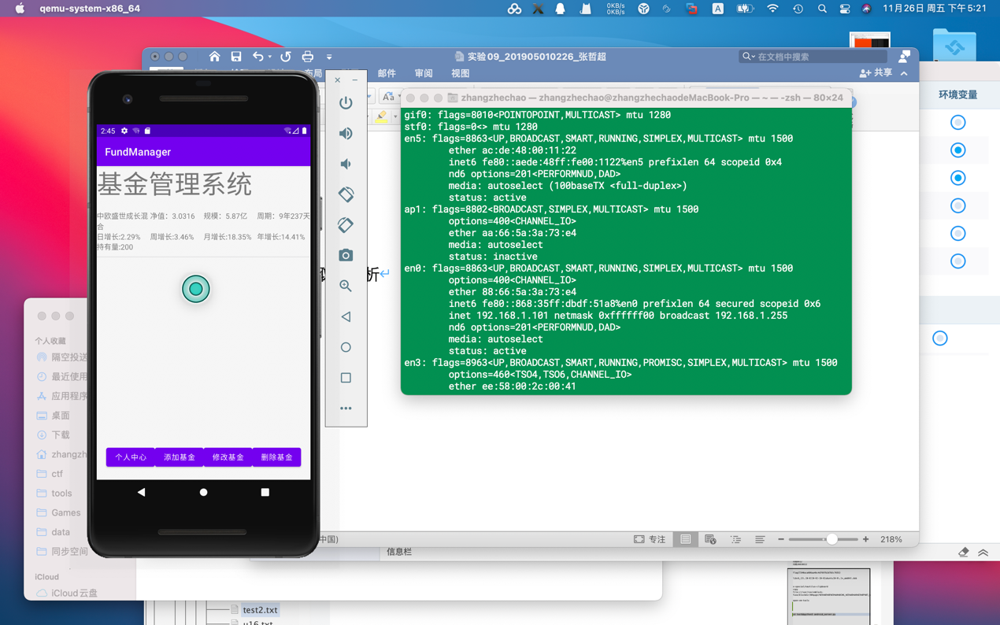 qemu-system-x86_64
0KB/s
0KB/s
A
11月26日 周五 下午5:21
实验09_201905010226_张哲超
在文档中搜索
布局
邮件
审阅
视图
共享
环境变量
2:45
FundManager
基金管理系统
中欧盛世成长混 净值：3.0316 规模：5.87亿 周期：9年237天
合
日增长:2.29% 周增长:3.46% 月增长:18.35% 年增长:14.41%
持有量:200
个人中心 添加基金 修改基金 删除基金
zhangzhechao — zhangzhechao@zhangzhechaodeMacBook-Pro — ~ — -zsh — 80×24
gif0: flags=8010<POINTOPOINT,MULTICAST> mtu 1280
stf0: flags=0<> mtu 1280
en5: flags=8863<UP,BROADCAST,SMART,RUNNING,SIMPLEX,MULTICAST> mtu 1500
ether ac:de:48:00:11:22
inet6 fe80::aede:48ff:fe00:1122%en5 prefixlen 64 scopeid 0x4
nd6 options=201<PERFORMNUD,DAD>
media: autoselect (100baseTX <full-duplex>)
status: active
ap1: flags=8802<BROADCAST,SIMPLEX,MULTICAST> mtu 1500
options=400<CHANNEL_IO>
ether aa:66:5a:3a:73:e4
media: autoselect
status: inactive
en0: flags=8863<UP,BROADCAST,SMART,RUNNING,SIMPLEX,MULTICAST> mtu 1500
options=400<CHANNEL_IO>
ether 88:66:5a:3a:73:e4
inet6 fe80::868:35ff:dbdf:51a8%en0 prefixlen 64 secured scopeid 0x6
inet 192.168.1.101 netmask 0xffffff00 broadcast 192.168.1.255
nd6 options=201<PERFORMNUD,DAD>
media: autoselect
status: active
en3: flags=8963<UP,BROADCAST,SMART,RUNNING,PROMISC,SIMPLEX,MULTICAST> mtu 1500
options=460<TSO4,TSO6,CHANNEL_IO>
ether ee:58:00:2c:00:41
析
个人收藏
隔空投送
最近使用
应用程序
桌面
下载
zhangzh
ctf
tools
Games
data
同步空间
iCloud
iCloud云盘
中国)
专注
218%
信息栏
test2.txt
u16.txt